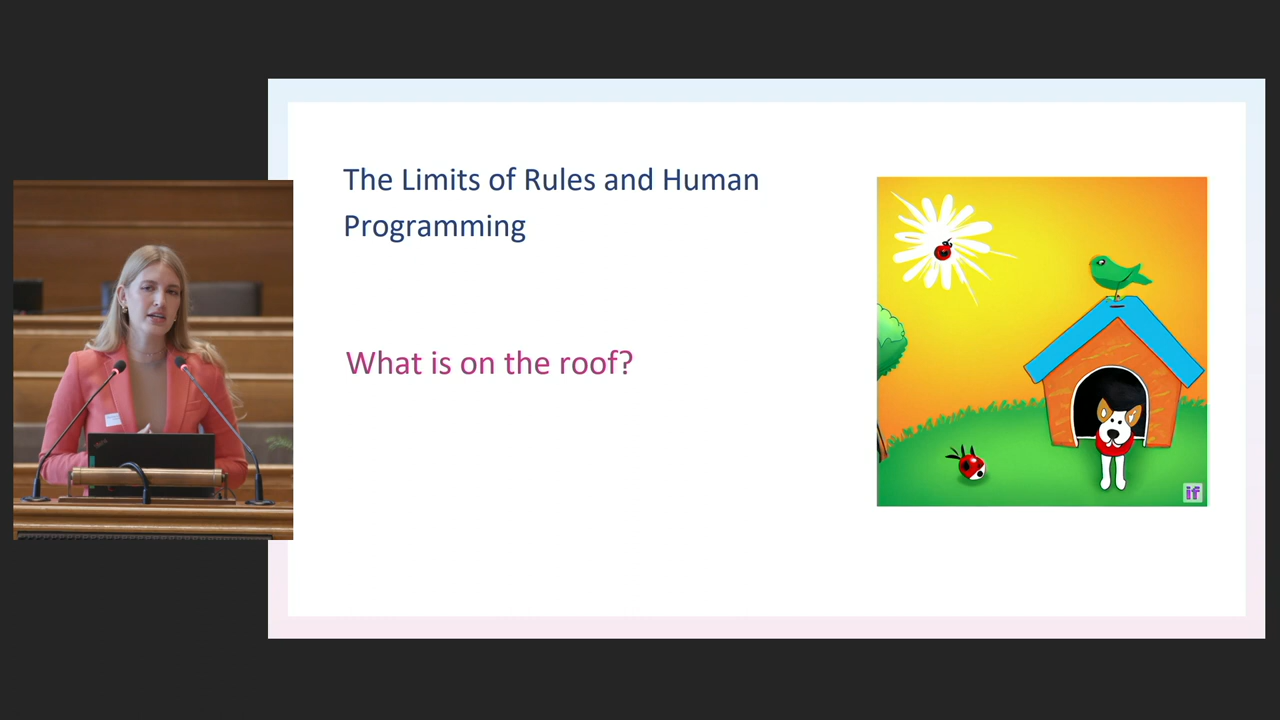 The Limits of Rules and Human
Programming
What is on the roof?
if